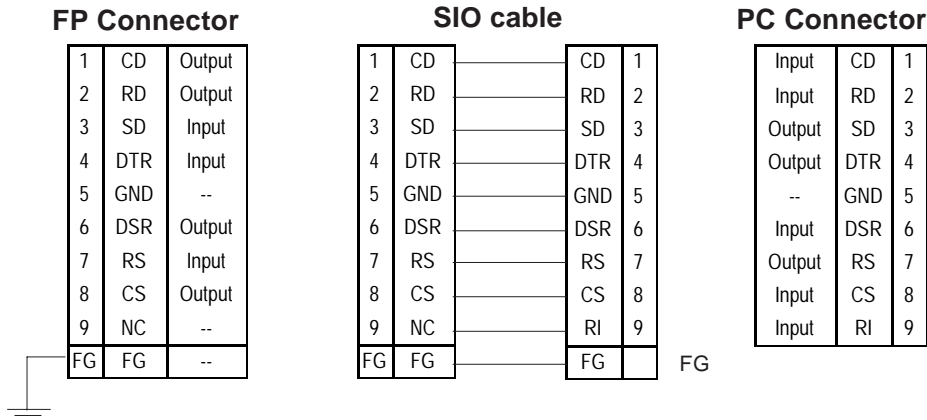 FP Connector SIO cable PC Connector
1 CD Output 1 CD CD 1 Input CD 1
2 RD Output 2 RD RD 2 Input RD 2
3 SD Input 3 SD SD 3 Output SD 3
4 DTR Input 4 DTR DTR 4 Output DTR 4
5 GND -- 5 GND GND 5 -- GND 5
6 DSR Output 6 DSR DSR 6 Input DSR 6
7 RS Input 7 RS RS 7 Output RS 7
8 CS Output 8 CS CS 8 Input CS 8
9 NC -- 9 NC RI 9 Input RI 9
FG FG -- FG FG FG FG